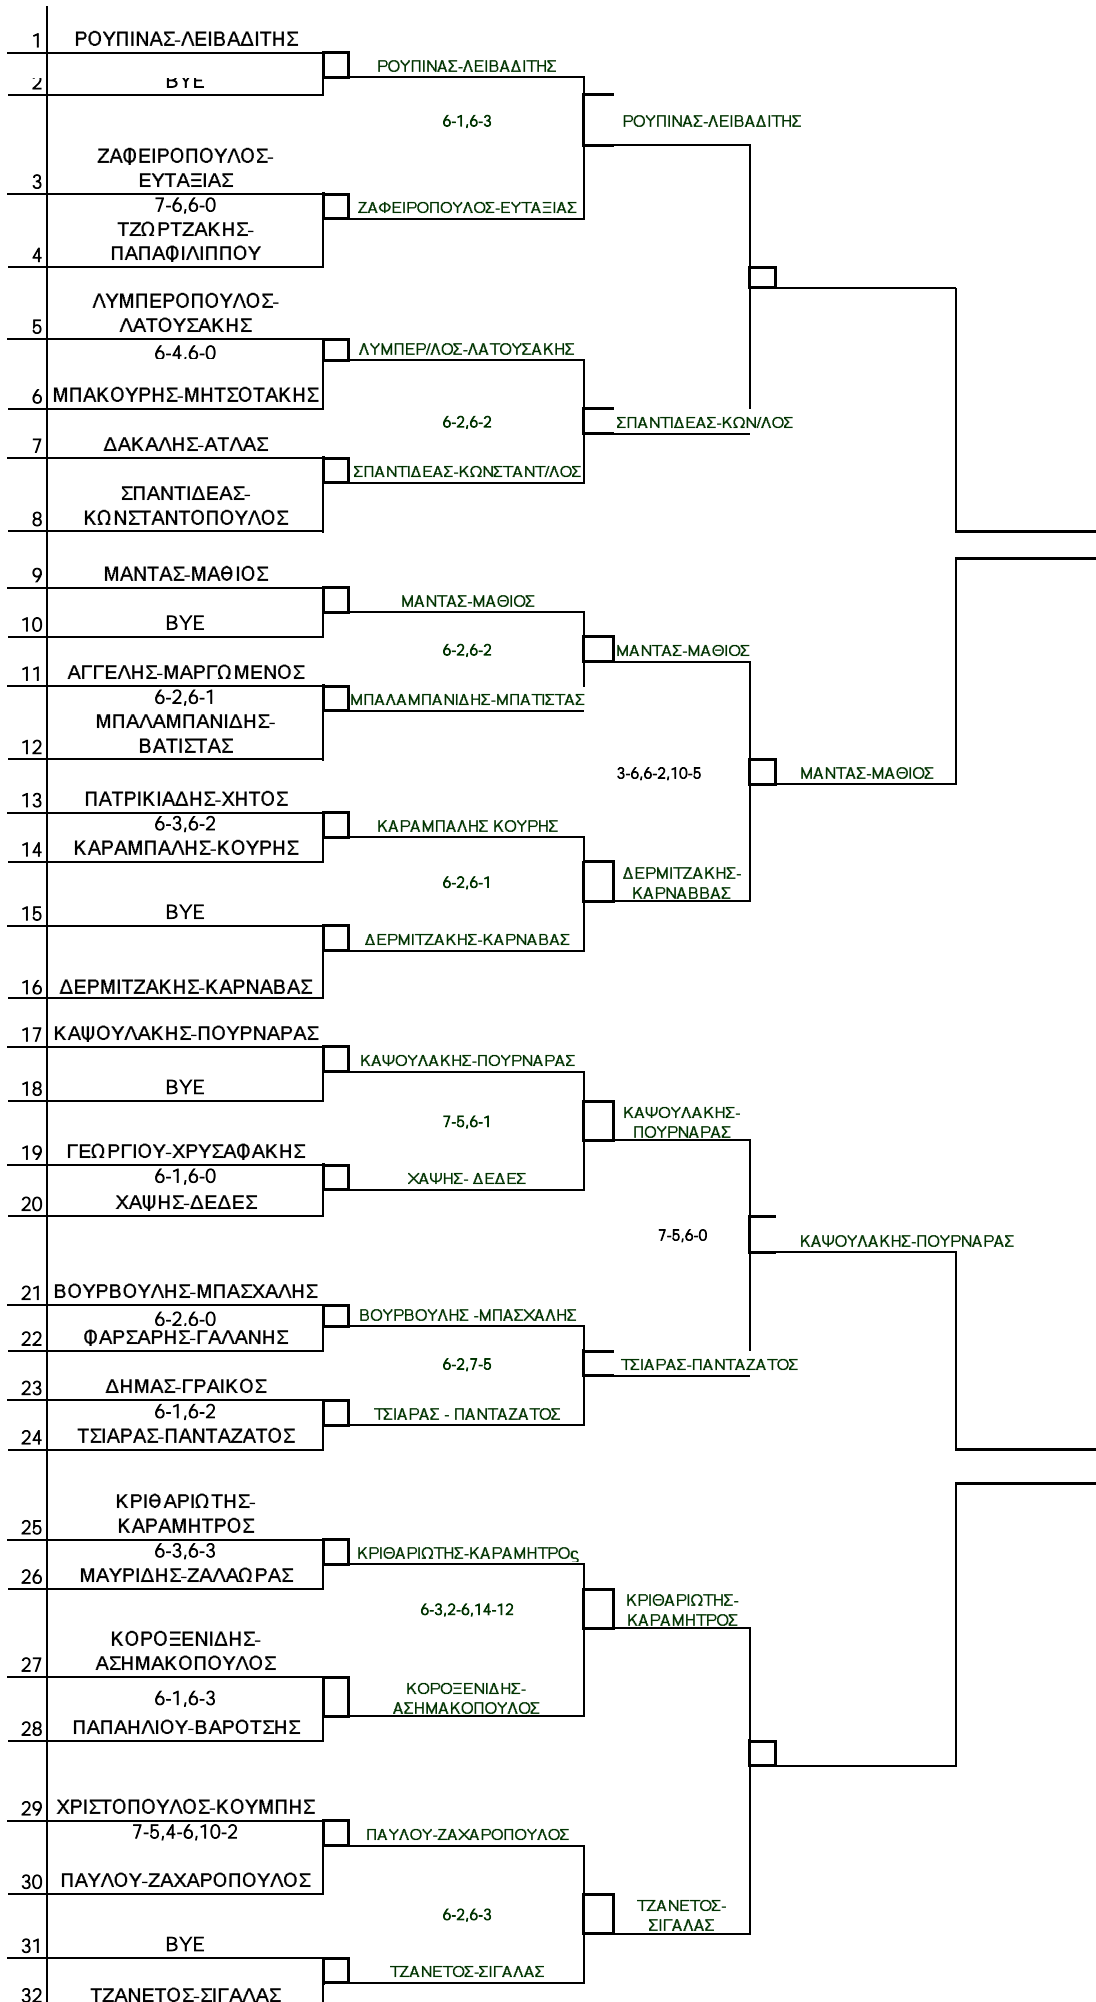 1 ΡΟΥΠΙΝΑΣ-ΛΕΙΒΑΔΙΤΗΣ
ΡΟΥΠΙΝΑΣ-ΛΕΙΒΑΔΙΤΗΣ
2 BYE
6-1,6-3
ΡΟΥΠΙΝΑΣ-ΛΕΙΒΑΔΙΤΗΣ
ΖΑΦΕΙΡΟΠΟΥΛΟΣ-
3 ΕΥΤΑΞΙΑΣ
7-6,6-0
ΖΑΦΕΙΡΟΠΟΥΛΟΣ-ΕΥΤΑΞΙΑΣ
ΤΖΩΡΤΖΑΚΗΣ-
4 ΠΑΠΑΦΙΛΙΠΠΟΥ
ΛΥΜΠΕΡΟΠΟΥΛΟΣ-
5 ΛΑΤΟΥΣΑΚΗΣ
6-4,6-0
ΛΥΜΠΕΡ/ΛΟΣ-ΛΑΤΟΥΣΑΚΗΣ
6 ΜΠΑΚΟΥΡΗΣ-ΜΗΤΣΟΤΑΚΗΣ
6-2,6-2
ΣΠΑΝΤΙΔΕΑΣ-ΚΩΝ/ΛΟΣ
7 ΔΑΚΑΛΗΣ-ΑΤΛΑΣ
ΣΠΑΝΤΙΔΕΑΣ-ΚΩΝΣΤΑΝΤ/ΛΟΣ
ΣΠΑΝΤΙΔΕΑΣ-
8 ΚΩΝΣΤΑΝΤΟΠΟΥΛΟΣ
9 ΜΑΝΤΑΣ-ΜΑΘΙΟΣ
ΜΑΝΤΑΣ-ΜΑΘΙΟΣ
10 BYE
6-2,6-2
ΜΑΝΤΑΣ-ΜΑΘΙΟΣ
11 ΑΓΓΕΛΗΣ-ΜΑΡΓΩΜΕΝΟΣ
6-2,6-1
ΜΠΑΛΑΜΠΑΝΙΔΗΣ-ΜΠΑΤΙΣΤΑΣ
ΜΠΑΛΑΜΠΑΝΙΔΗΣ-
12 ΒΑΤΙΣΤΑΣ
3-6,6-2,10-5
ΜΑΝΤΑΣ-ΜΑΘΙΟΣ
13 ΠΑΤΡΙΚΙΑΔΗΣ-ΧΗΤΟΣ
6-3,6-2
ΚΑΡΑΜΠΑΛΗΣ ΚΟΥΡΗΣ
14 ΚΑΡΑΜΠΑΛΗΣ-ΚΟΥΡΗΣ
6-2,6-1
ΔΕΡΜΙΤΖΑΚΗΣ-
ΚΑΡΝΑΒΒΑΣ
15 BYE
ΔΕΡΜΙΤΖΑΚΗΣ-ΚΑΡΝΑΒΑΣ
16 ΔΕΡΜΙΤΖΑΚΗΣ-ΚΑΡΝΑΒΑΣ
17 ΚΑΨΟΥΛΑΚΗΣ-ΠΟΥΡΝΑΡΑΣ
ΚΑΨΟΥΛΑΚΗΣ-ΠΟΥΡΝΑΡΑΣ
18 BYE
7-5,6-1
ΚΑΨΟΥΛΑΚΗΣ-
ΠΟΥΡΝΑΡΑΣ
19 ΓΕΩΡΓΙΟΥ-ΧΡΥΣΑΦΑΚΗΣ
6-1,6-0
ΧΑΨΗΣ- ΔΕΔΕΣ
20 ΧΑΨΗΣ-ΔΕΔΕΣ
7-5,6-0
ΚΑΨΟΥΛΑΚΗΣ-ΠΟΥΡΝΑΡΑΣ
21 ΒΟΥΡΒΟΥΛΗΣ-ΜΠΑΣΧΑΛΗΣ
6-2,6-0
ΒΟΥΡΒΟΥΛΗΣ -ΜΠΑΣΧΑΛΗΣ
22 ΦΑΡΣΑΡΗΣ-ΓΑΛΑΝΗΣ
6-2,7-5
ΤΣΙΑΡΑΣ-ΠΑΝΤΑΖΑΤΟΣ
23 ΔΗΜΑΣ-ΓΡΑΙΚΟΣ
6-1,6-2
ΤΣΙΑΡΑΣ - ΠΑΝΤΑΖΑΤΟΣ
24 ΤΣΙΑΡΑΣ-ΠΑΝΤΑΖΑΤΟΣ
ΚΡΙΘΑΡΙΩΤΗΣ-
25 ΚΑΡΑΜΗΤΡΟΣ
6-3,6-3
ΚΡΙΘΑΡΙΩΤΗΣ-ΚΑΡΑΜΗΤΡΟς
26 ΜΑΥΡΙΔΗΣ-ΖΑΛΑΩΡΑΣ
6-3,2-6,14-12
ΚΡΙΘΑΡΙΩΤΗΣ-
ΚΑΡΑΜΗΤΡΟΣ
ΚΟΡΟΞΕΝΙΔΗΣ-
27 ΑΣΗΜΑΚΟΠΟΥΛΟΣ
6-1,6-3
ΚΟΡΟΞΕΝΙΔΗΣ-
ΑΣΗΜΑΚΟΠΟΥΛΟΣ
28 ΠΑΠΑΗΛΙΟΥ-ΒΑΡΟΤΣΗΣ
29 ΧΡΙΣΤΟΠΟΥΛΟΣ-ΚΟΥΜΠΗΣ
7-5,4-6,10-2
ΠΑΥΛΟΥ-ΖΑΧΑΡΟΠΟΥΛΟΣ
30 ΠΑΥΛΟΥ-ΖΑΧΑΡΟΠΟΥΛΟΣ
6-2,6-3
ΤΖΑΝΕΤΟΣ-
ΣΙΓΑΛΑΣ
31 BYE
ΤΖΑΝΕΤΟΣ-ΣΙΓΑΛΑΣ
32 ΤΖΑΝΕΤΟΣ-ΣΙΓΑΛΑΣ